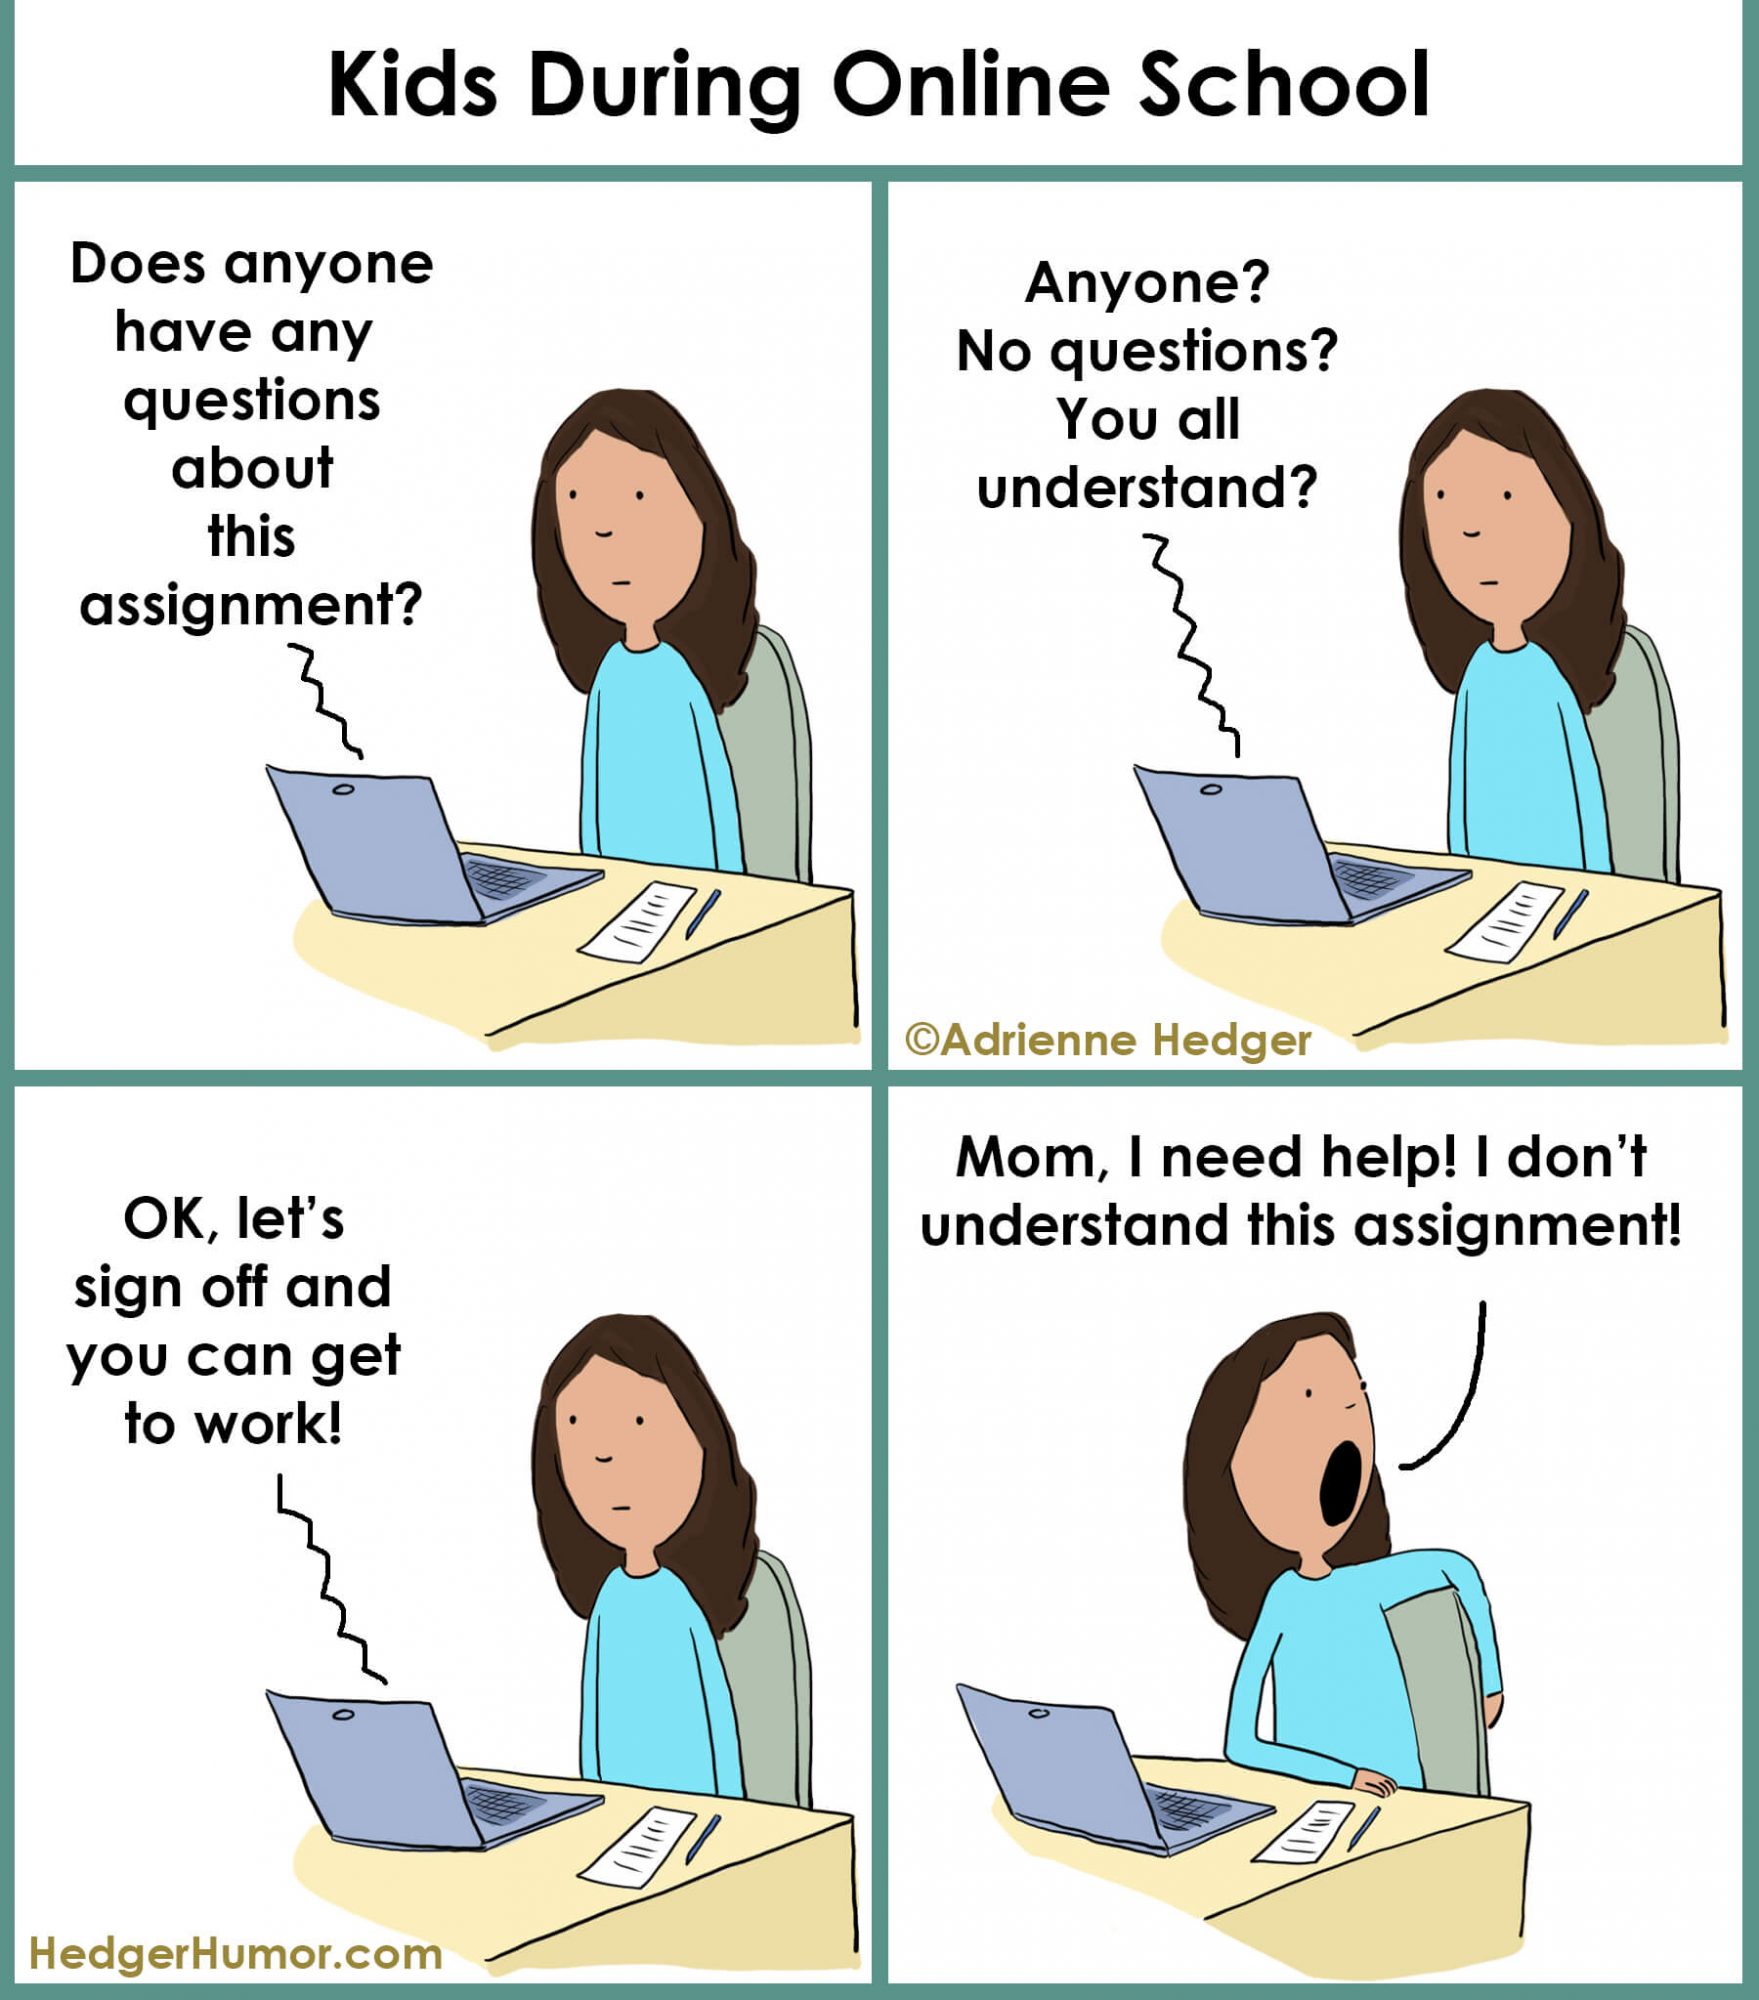 Kids During Online School
Does anyone
have any
questions
about
this
assignment?
Anyone?
No questions?
You all
understand?
©Adrienne Hedger
OK, let's
sign off and
you can get
to work!
HedgerHumor.com
Mom, I need help! I don't
understand this assignment!